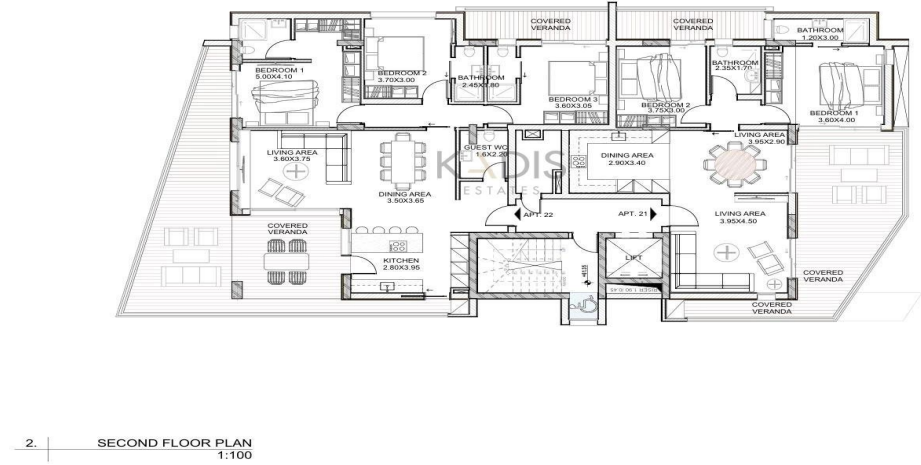 COVERED
VERANDA
COVERED
VERANDA
BATHROOM
1.20X3.00
BEDROOM 1
5.00X4.10
BEDROOM 2
3.70X3.00
BATHROOM
2.45X1.80
BEDROOM 3
3.60X3.05
BEDROOM 2
3.75X3.00
BATHROOM
2.35X1.70
BEDROOM 1
3.60X4.00
LIVING AREA
3.60X3.75
DINING AREA
3.50X3.65
GUEST WC
1.6X2.20
KADIS
ESTATES
DINING AREA
2.90X3.40
LIVING AREA
3.95X2.90
APT. 22
APT. 21
LIVING AREA
3.95X4.50
COVERED
VERANDA
KITCHEN
2.80X3.95
LIFT
COVERED
VERANDA
COVERED
VERANDA
2.
SECOND FLOOR PLAN
1:100